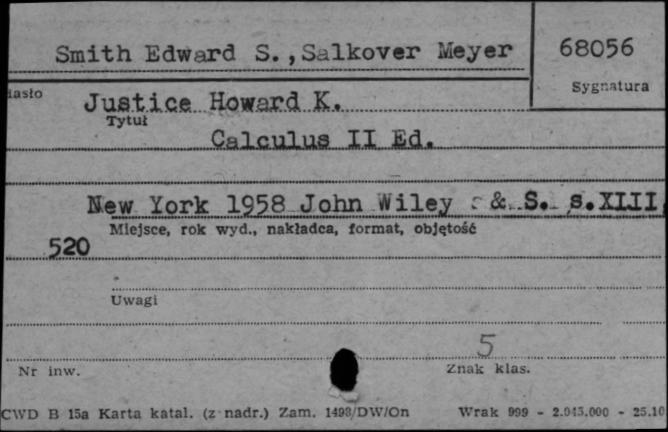 Smith Edward S.,Salkover Meyer
68056
Sygnatura
Justice Howard K.
Tytuł
Calculus II Ed.
New York 1958 John Wiley & S. s.XIII
Miejsce, rok wyd., nakładca, format, objętość
520
Uwagi
5
Nr inw.
Znak klas.
CWD B 15a Karta katal. (z nadr.) Zam. 1498/DW/On Wrak 999 - 2.045.000 - 25.10